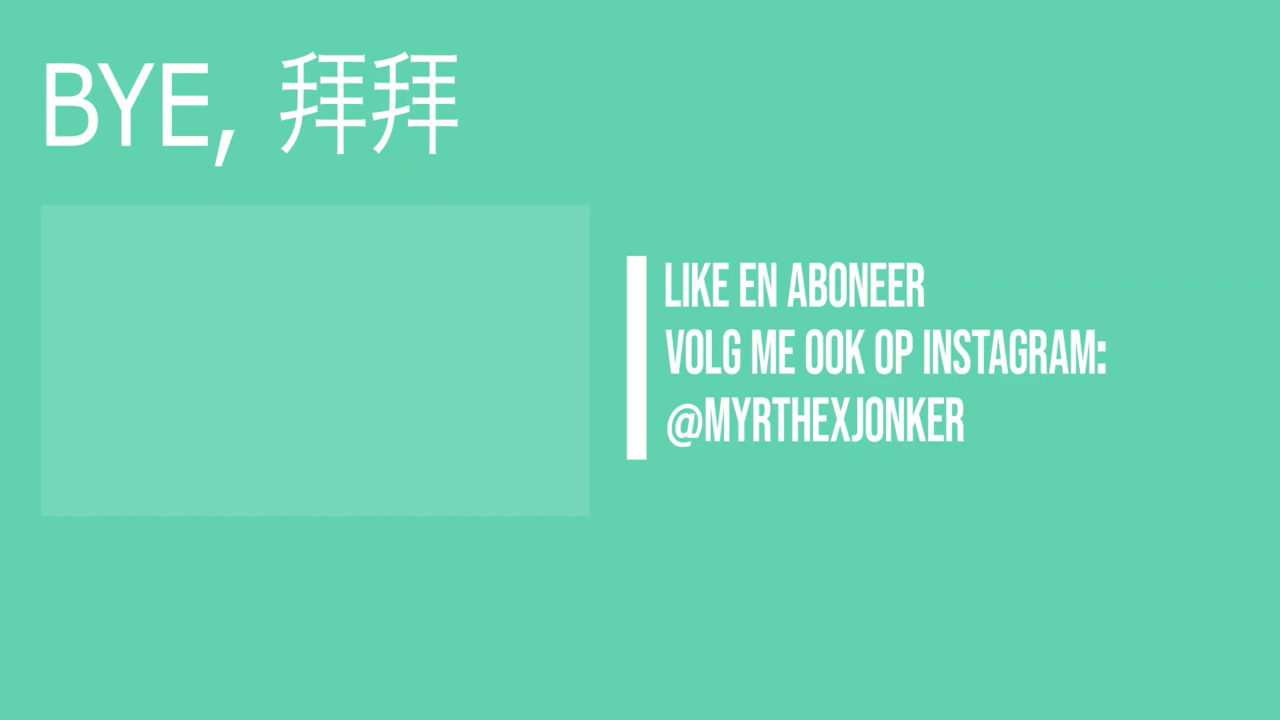 BYE, 拜拜
LIKE EN ABONEER
VOLG ME OOK OP INSTAGRAM:
@MYRTHEXJONKER